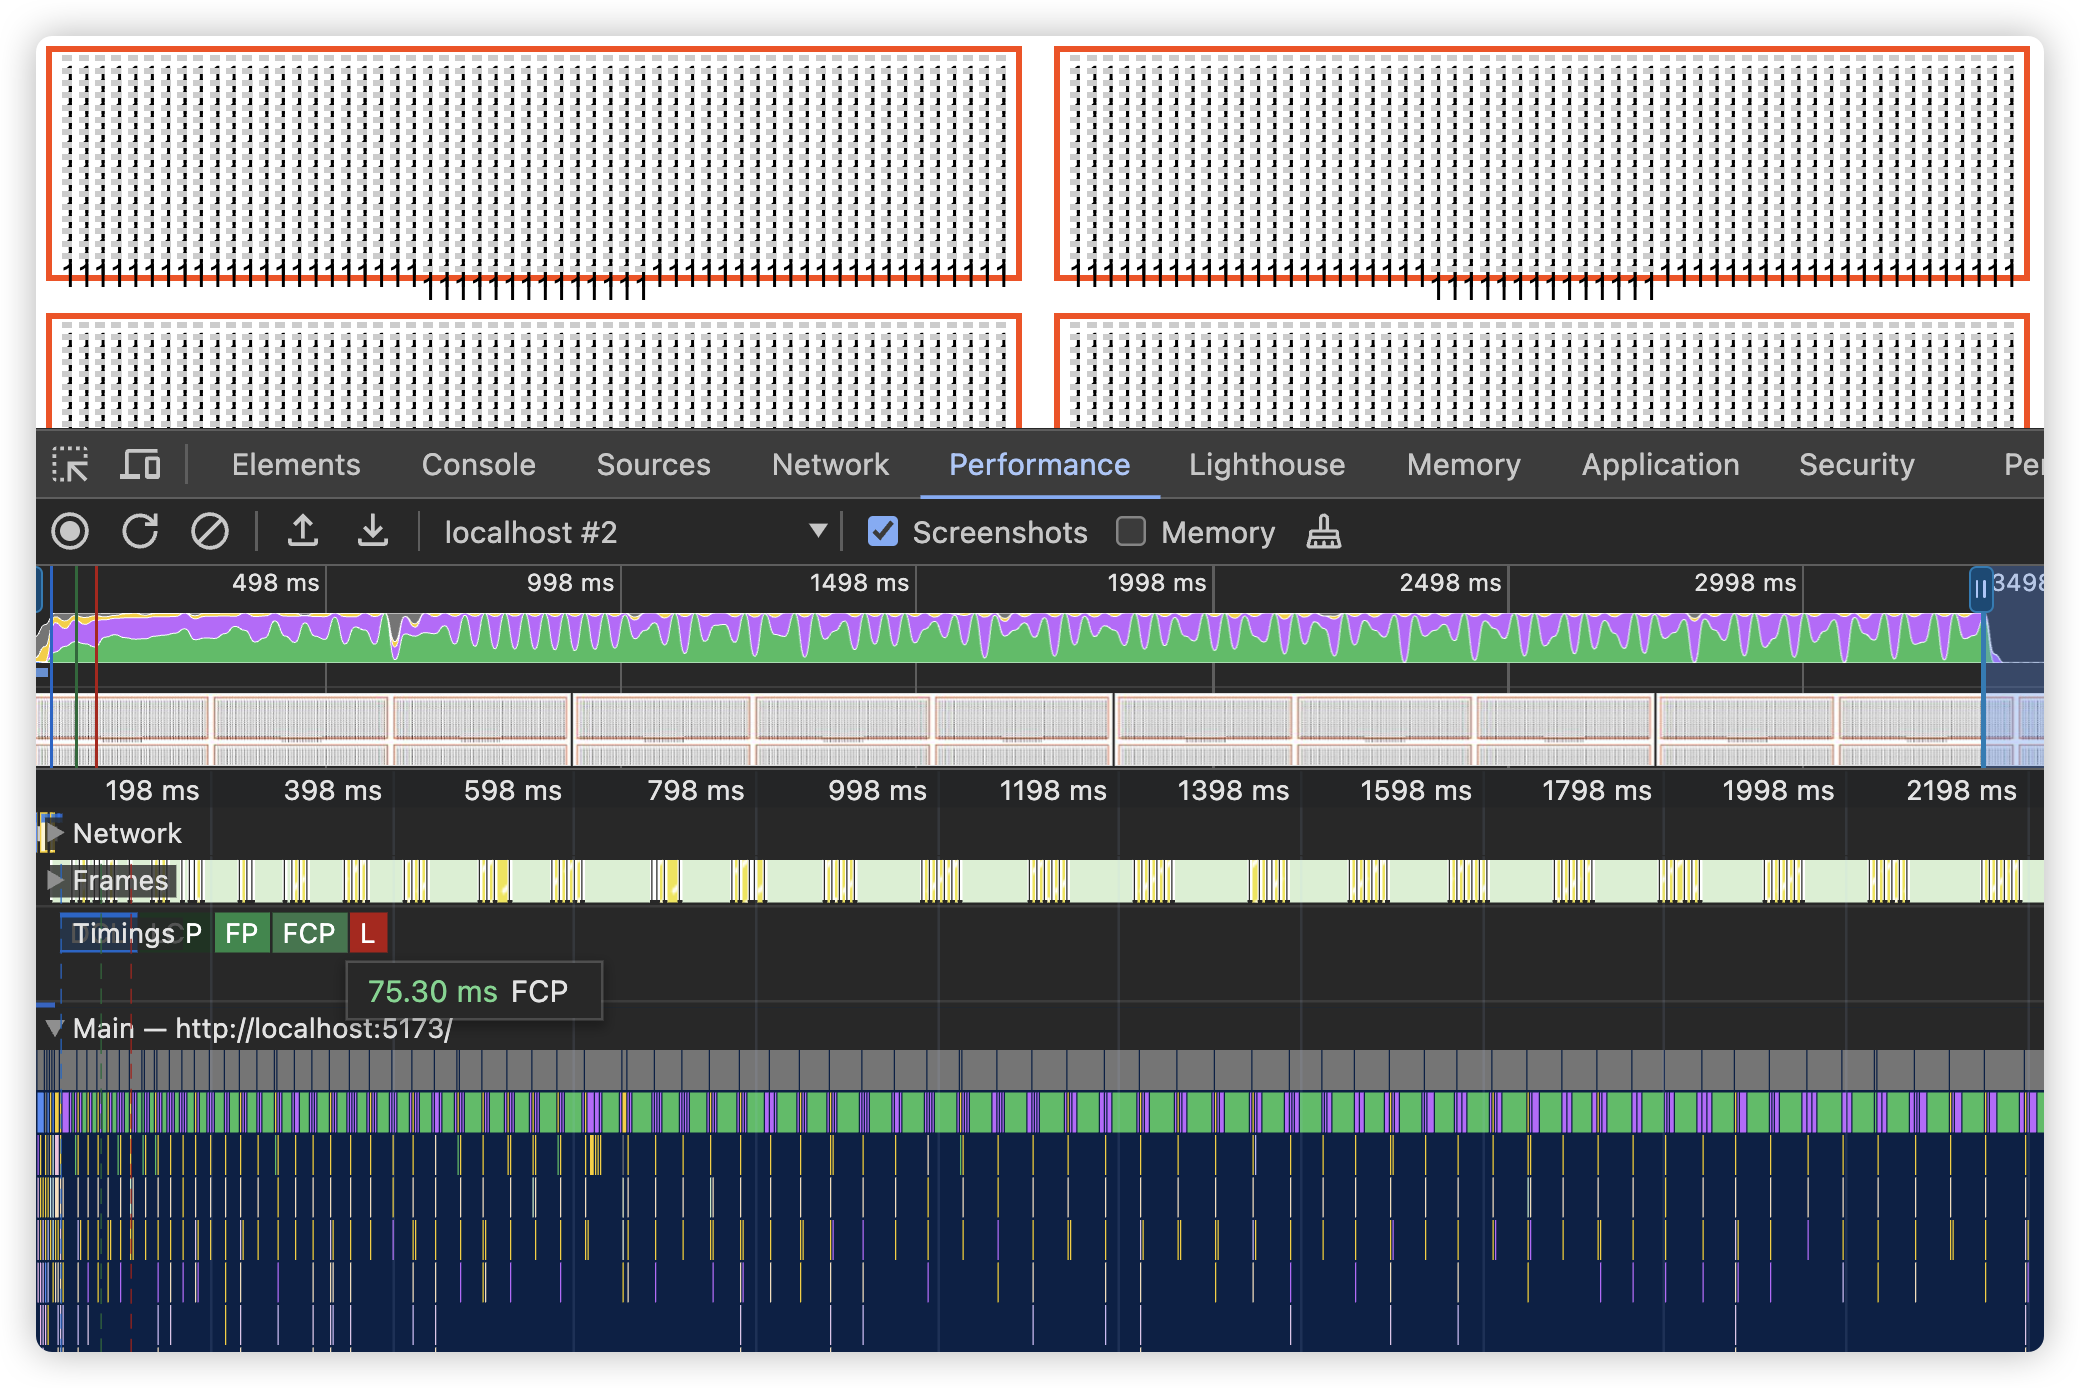 Elements Console Sources Network Performance Lighthouse Memory Application Security Per
localhost #2 Screenshots Memory
498 ms 998 ms 1498 ms 1998 ms 2498 ms 2998 ms 3498
198 ms 398 ms 598 ms 798 ms 998 ms 1198 ms 1398 ms 1598 ms 1798 ms 1998 ms 2198 ms
Network
Frames
Timings P FP FCP L
75.30 ms FCP
Main — http://localhost:5173/